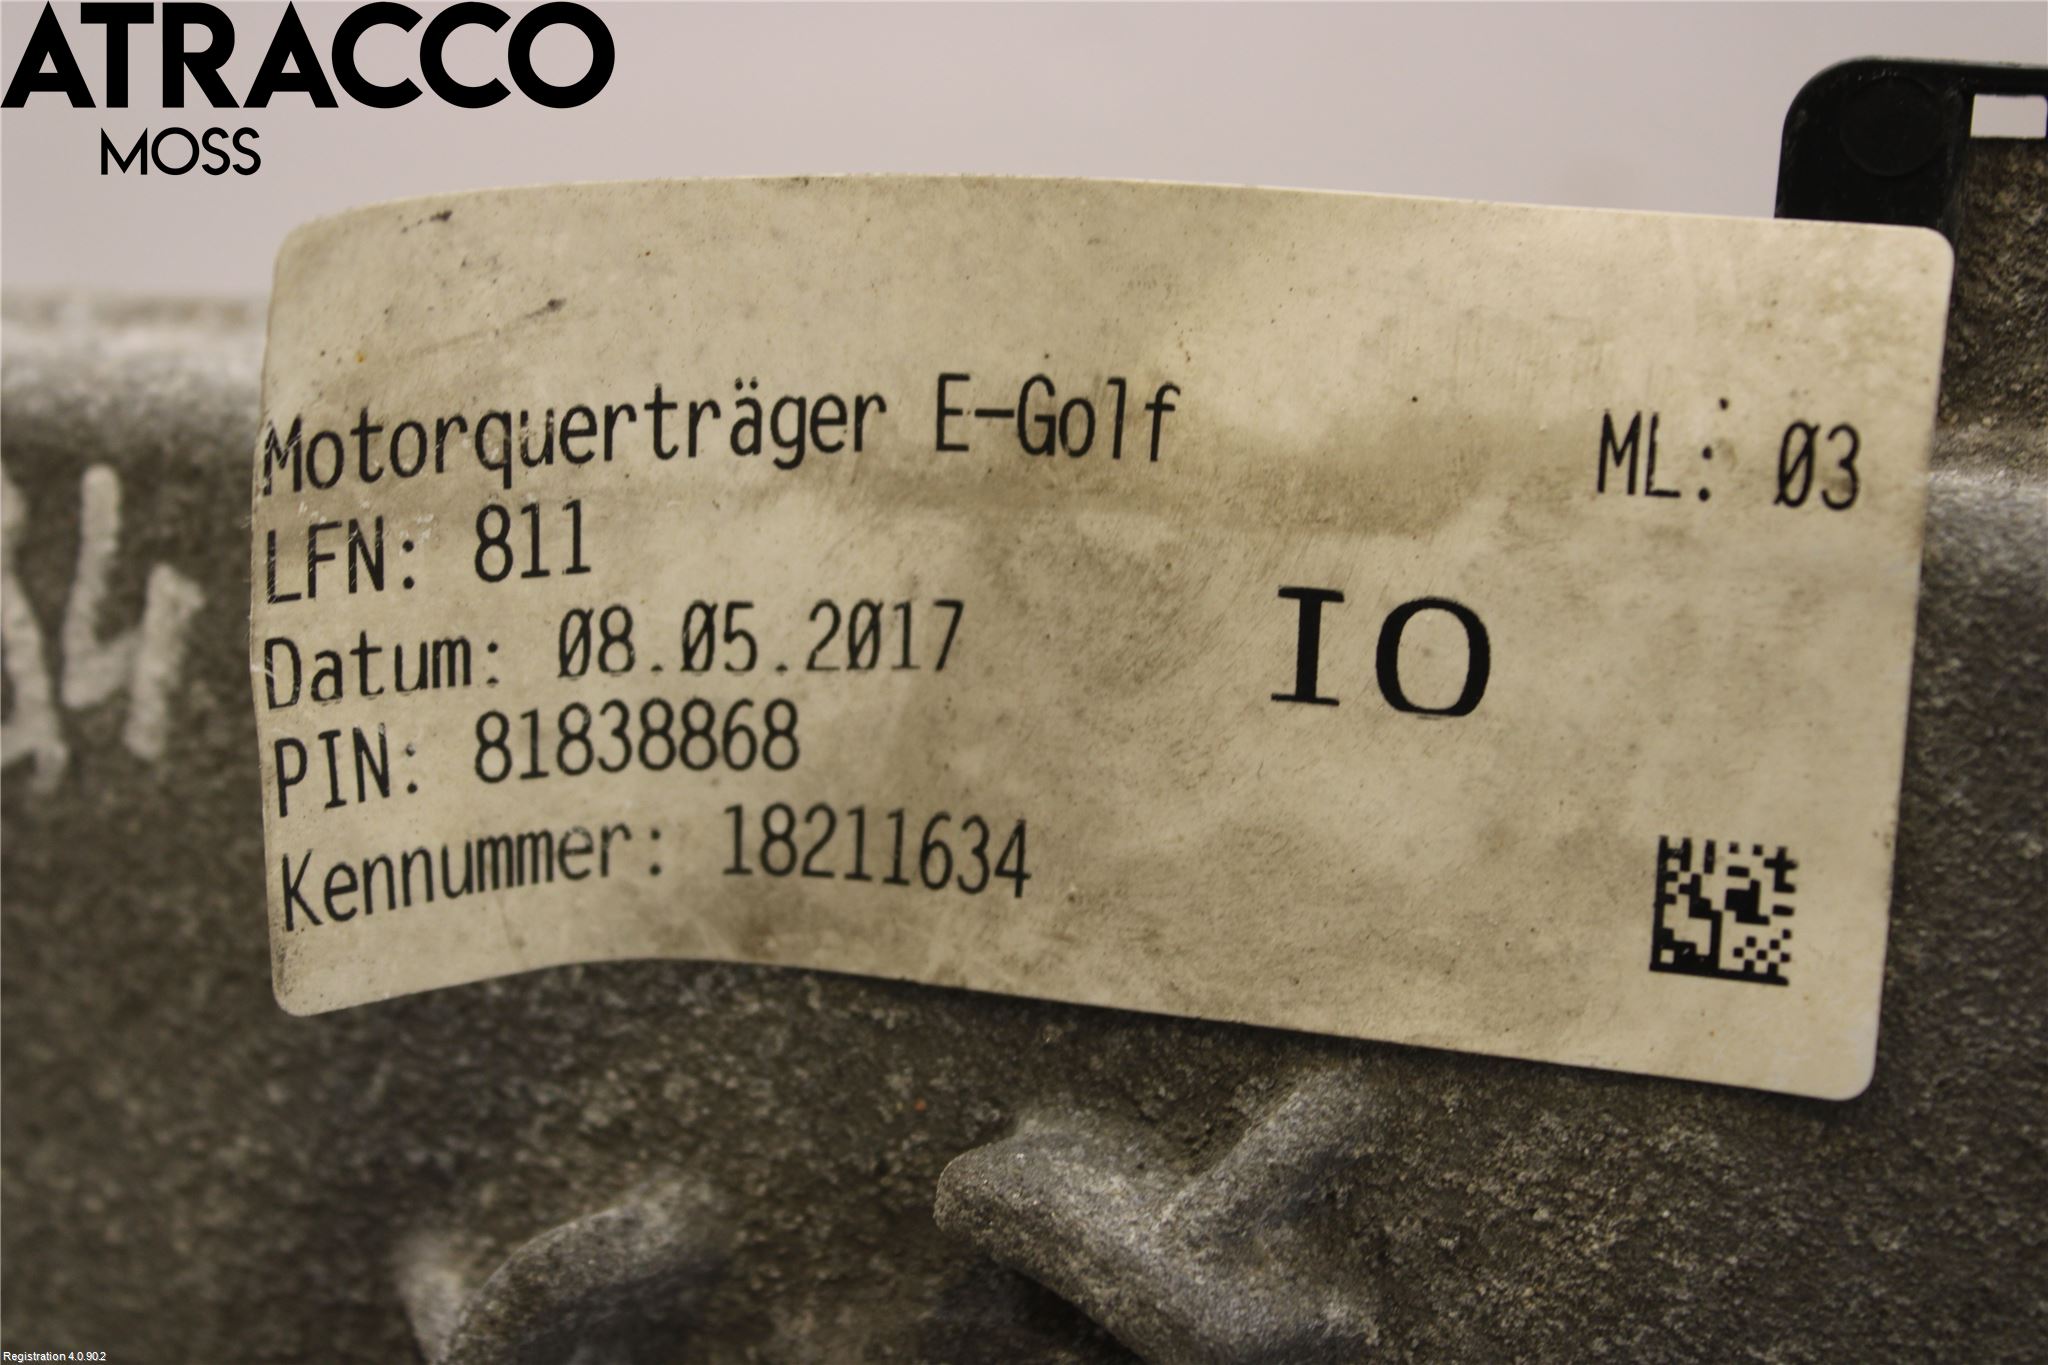 ATRACCO
MOSS
Motorquerträger E-Golf
ML: 03
LFN: 811
Datum: 08.05.2017
IO
PIN: 81838868
Kennummer: 18211634
Registration 4.0.90.2